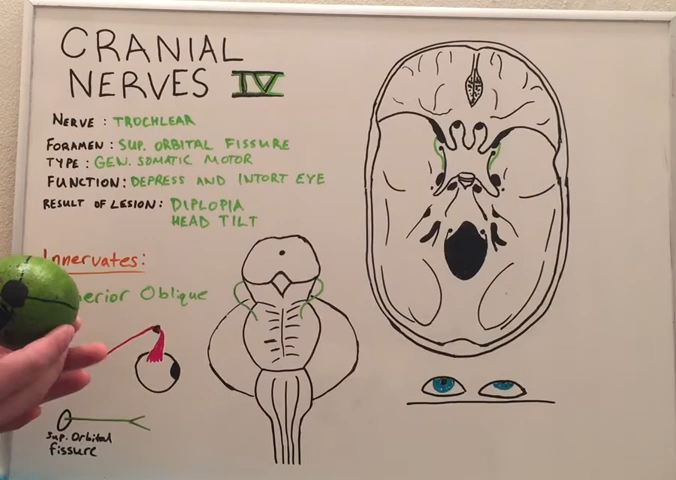 CRANIAL
NERVES IV
NERVE : TROCHLEAR
FORAMEN : SUP. ORBITAL FISSURE
TYPE : GEN. SOMATIC MOTOR
FUNCTION : DEPRESS AND INTORT EYE
RESULT OF LESION : DIPLOPIA
HEAD TILT
Innervates:
erior Oblique
Sup. Orbital
fissure